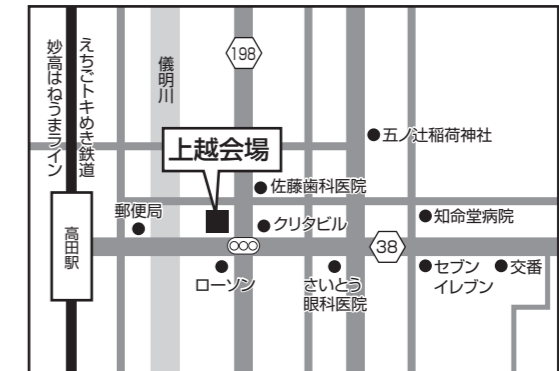 えちごトキめき鉄道
妙高はねうまライン
儀明川
198
上越会場
五ノ辻稲荷神社
佐藤歯科医院
郵便局
クリタビル
知命堂病院
高田駅
38
ローソン
さいとう
眼科医院
セブン
イレブン
交番